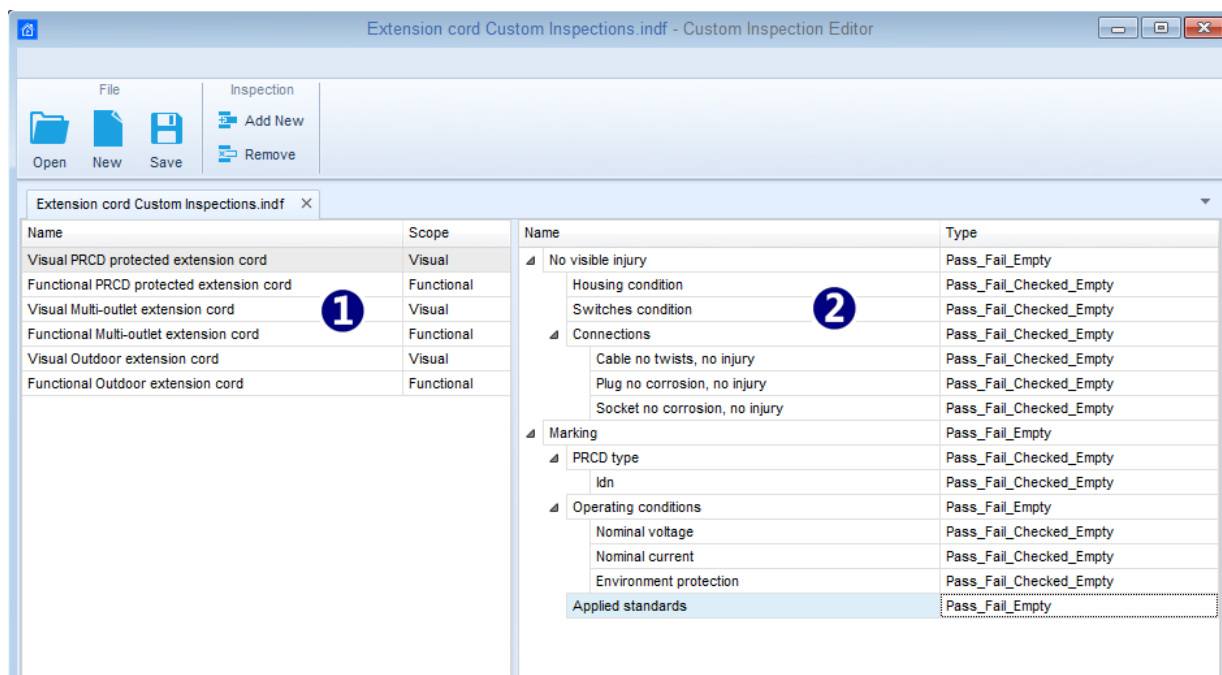 Extension cord Custom Inspections.indf - Custom Inspection Editor
File
Inspection
Open
New
Save
Add New
Remove
Extension cord Custom Inspections.indf
Name Scope
Visual PRCD protected extension cord Visual
Functional PRCD protected extension cord Functional
Visual Multi-outlet extension cord Visual
Functional Multi-outlet extension cord Functional
Visual Outdoor extension cord Visual
Functional Outdoor extension cord Functional
1
Name Type
No visible injury Pass_Fail_Empty
Housing condition Pass_Fail_Checked_Empty
Switches condition Pass_Fail_Checked_Empty
Connections Pass_Fail_Checked_Empty
Cable no twists, no injury Pass_Fail_Checked_Empty
Plug no corrosion, no injury Pass_Fail_Checked_Empty
Socket no corrosion, no injury Pass_Fail_Checked_Empty
Marking Pass_Fail_Empty
PRCD type Pass_Fail_Checked_Empty
Idn Pass_Fail_Checked_Empty
Operating conditions Pass_Fail_Empty
Nominal voltage Pass_Fail_Checked_Empty
Nominal current Pass_Fail_Checked_Empty
Environment protection Pass_Fail_Checked_Empty
Applied standards Pass_Fail_Empty
2